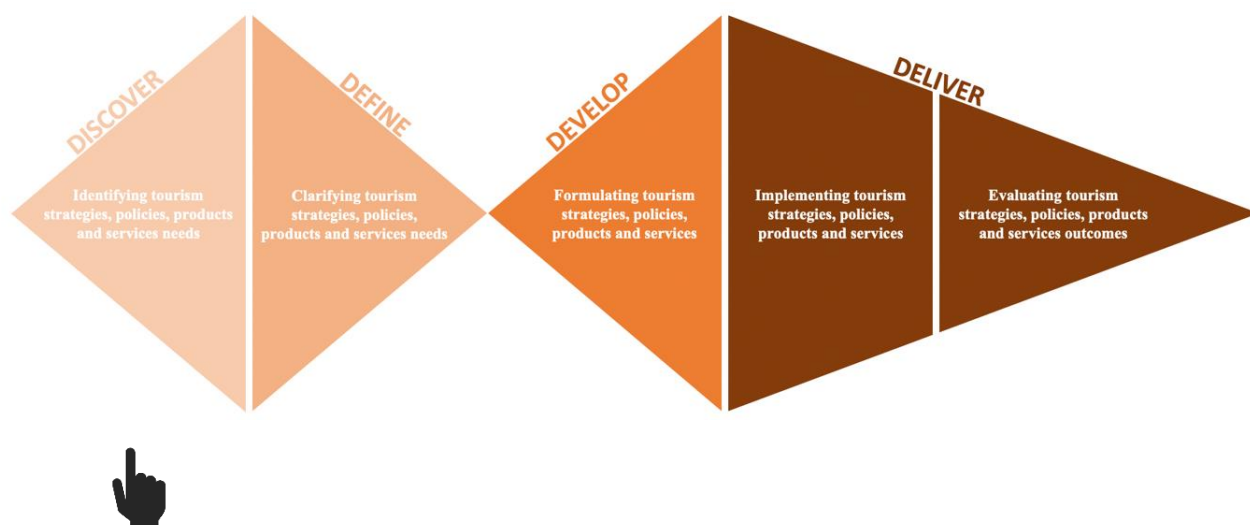 DISCOVER
Identifying tourism
strategies, policies, products
and services needs
DEFINE
Clarifying tourism
strategies, policies,
products and services needs
DEVELOP
Formulating tourism
strategies, policies,
products and services
DELIVER
Implementing tourism
strategies, policies,
products and services
Evaluating tourism
strategies, policies, products
and services outcomes